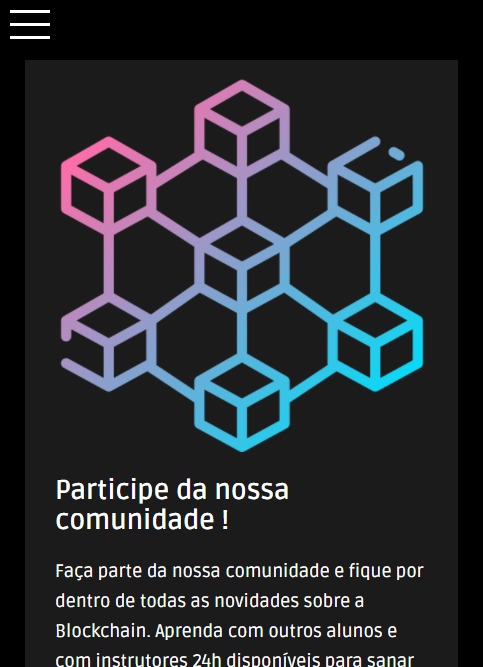 Participe da nossa
comunidade !
Faça parte da nossa comunidade e fique por
dentro de todas as novidades sobre a
Blockchain. Aprenda com outros alunos e
com instrutores 24h disponíveis para sanar